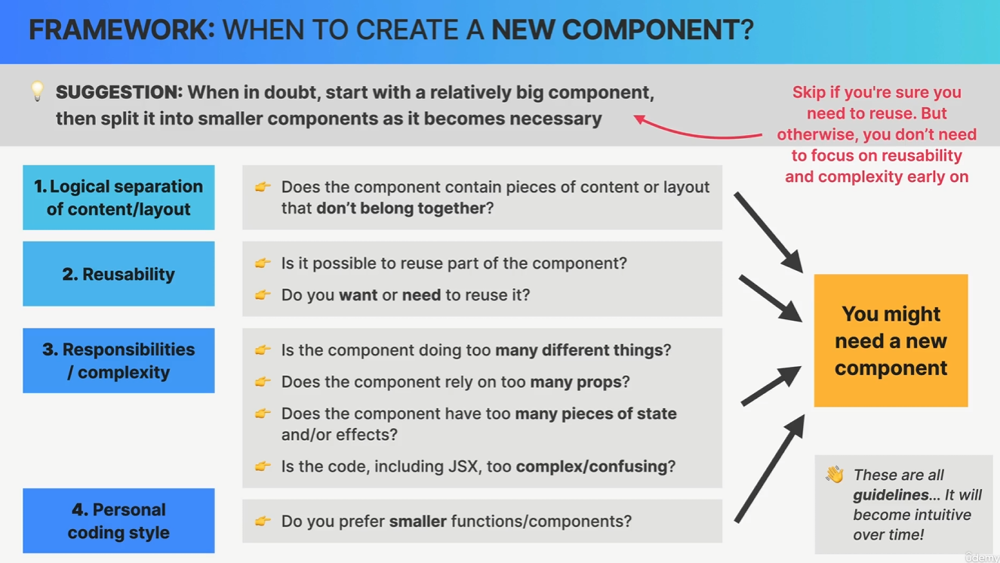 FRAMEWORK: WHEN TO CREATE A NEW COMPONENT?
SUGGESTION: When in doubt, start with a relatively big component,
then split it into smaller components as it becomes necessary
Skip if you're sure you
need to reuse. But
otherwise, you don’t need
to focus on reusability
and complexity early on
1. Logical separation
of content/layout
Does the component contain pieces of content or layout
that don’t belong together?
2. Reusability
Is it possible to reuse part of the component?
Do you want or need to reuse it?
3. Responsibilities
/ complexity
Is the component doing too many different things?
Does the component rely on too many props?
Does the component have too many pieces of state
and/or effects?
Is the code, including JSX, too complex/confusing?
4. Personal
coding style
Do you prefer smaller functions/components?
You might
need a new
component
These are all
guidelines... It will
become intuitive
over time!
ûdemy